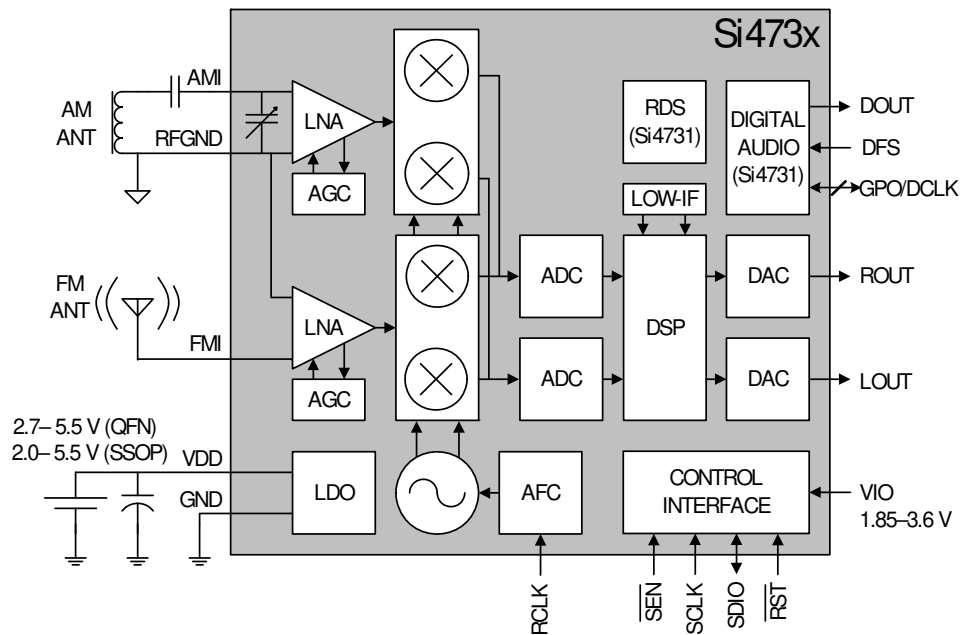 Si473x
AMI
AM
ANT
RFGND
LNA
AGC
RDS
(Si4731)
DIGITAL
AUDIO
(Si4731)
DOUT
DFS
GPO/DCLK
LOW-IF
FM
ANT
FMI
LNA
AGC
ADC
ADC
DSP
DAC
DAC
ROUT
LOUT
2.7– 5.5 V (QFN)
2.0– 5.5 V (SSOP)
VDD
GND
LDO
AFC
CONTROL
INTERFACE
VIO
1.85–3.6 V
RCLK
SEN
SCLK
SDIO
RST